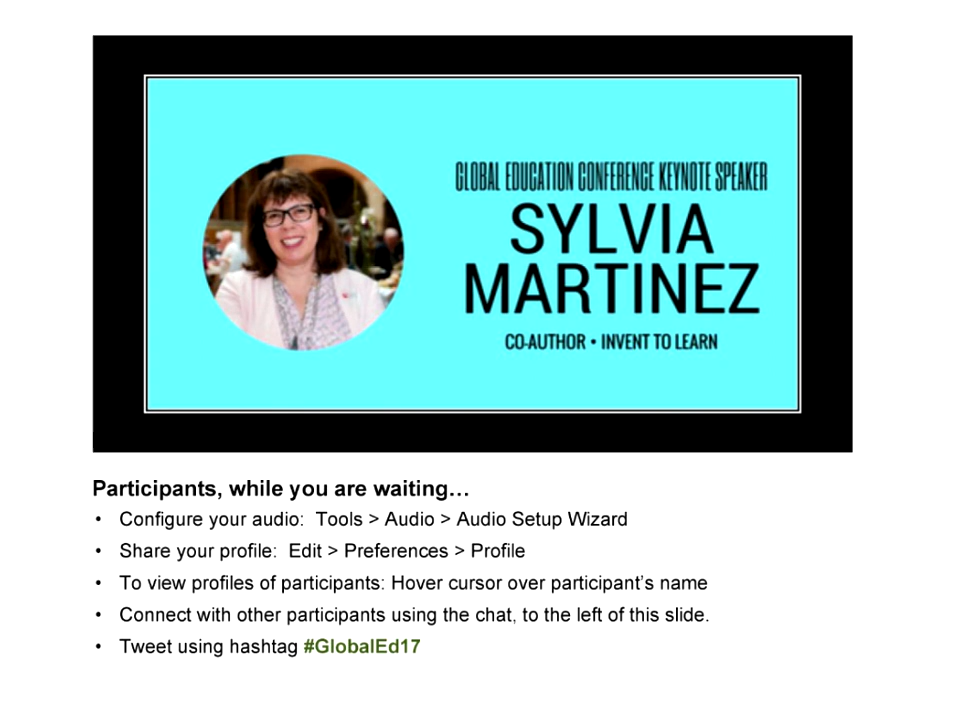 GLOBAL EDUCATION CONFERENCE KEYNOTE SPEAKER
SYLVIA
MARTINEZ
CO-AUTHOR • INVENT TO LEARN
Participants, while you are waiting…
• Configure your audio:  Tools > Audio > Audio Setup Wizard
• Share your profile:  Edit > Preferences > Profile
• To view profiles of participants: Hover cursor over participant's name
• Connect with other participants using the chat, to the left of this slide.
• Tweet using hashtag #GlobalEd17